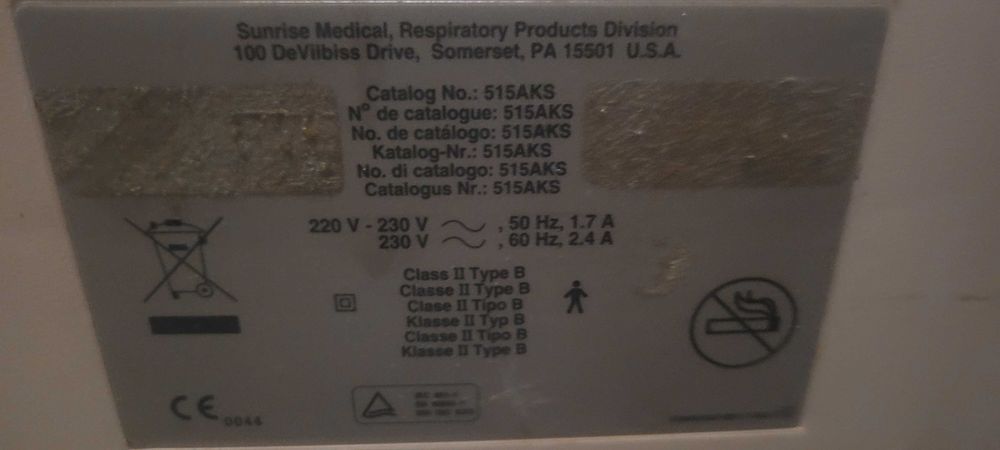 Sunrise Medical, Respiratory Products Division
100 DeVilbiss Drive, Somerset, PA 15501 U.S.A.
Catalog No.: 515AKS
N° de catalogue: 515AKS
No. de catálogo: 515AKS
Katalog-Nr.: 515AKS
No. di catalogo: 515AKS
Catalogus Nr.: 515AKS
220 V - 230 V ~ , 50 Hz, 1.7 A
230 V ~ , 60 Hz, 2.4 A
Class II Type B
Classe II Type B
Clase II Tipo B
Klasse II Typ B
Classe II Tipo B
Klasse II Type B
CE 0044